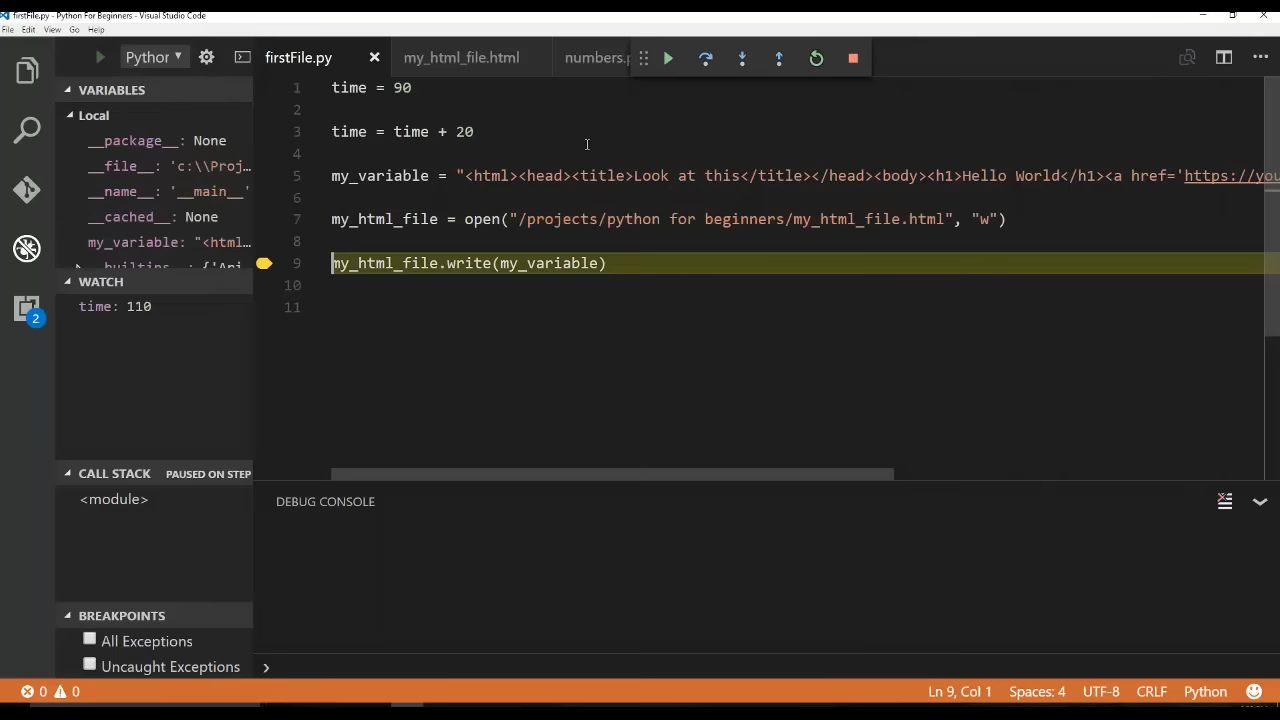 firstFile.py - Python For Beginners - Visual Studio Code
File Edit View Go Help
Python
firstFile.py
my_html_file.html
numbers.p
VARIABLES
Local
__package__: None
__file__: 'c:\\Proj…
__name__: '__main__'
__cached__: None
my_variable: "<html…
__builtins__: {'Ari…
WATCH
time: 110
CALL STACK PAUSED ON STEP
<module>
BREAKPOINTS
All Exceptions
Uncaught Exceptions
1 time = 90
2
3 time = time + 20
4
5 my_variable = "<html><head><title>Look at this</title></head><body><h1>Hello World</h1><a href='https://you
6
7 my_html_file = open("/projects/python for beginners/my_html_file.html", "w")
8
9 my_html_file.write(my_variable)
10
11
DEBUG CONSOLE
2
0 0
Ln 9, Col 1 Spaces: 4 UTF-8 CRLF Python